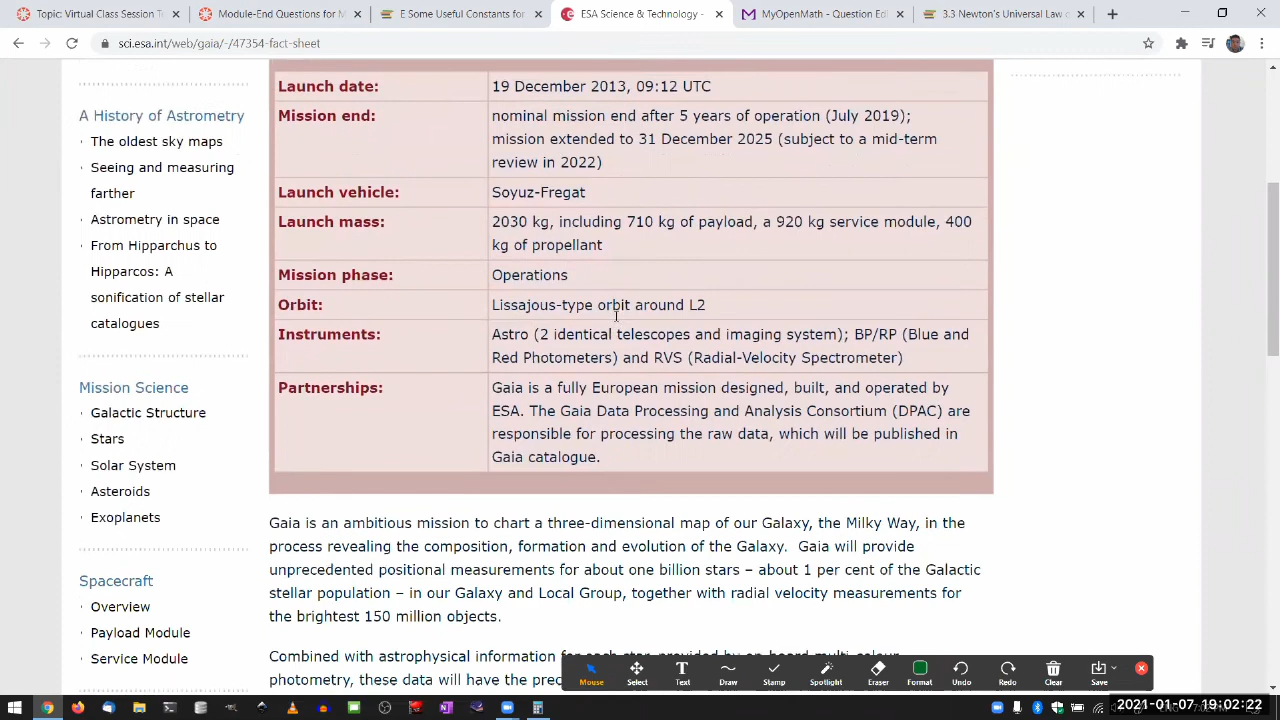 Topic: Virtual Class Session T
Module-End Questions for M
E Some Useful Constants for
ESA Science & Technology -
MyOpenMath - Question Edi
3.3 Newton's Universal Law o
sci.esa.int/web/gaia/-/47354-fact-sheet
A History of Astrometry
The oldest sky maps
Seeing and measuring
farther
Astrometry in space
From Hipparchus to
Hipparcos: A
sonification of stellar
catalogues
Mission Science
Galactic Structure
Stars
Solar System
Asteroids
Exoplanets
Spacecraft
Overview
Payload Module
Service Module
Launch date: 19 December 2013, 09:12 UTC
Mission end: nominal mission end after 5 years of operation (July 2019);
mission extended to 31 December 2025 (subject to a mid-term
review in 2022)
Launch vehicle: Soyuz-Fregat
Launch mass: 2030 kg, including 710 kg of payload, a 920 kg service module, 400
kg of propellant
Mission phase: Operations
Orbit: Lissajous-type orbit around L2
Instruments: Astro (2 identical telescopes and imaging system); BP/RP (Blue and
Red Photometers) and RVS (Radial-Velocity Spectrometer)
Partnerships: Gaia is a fully European mission designed, built, and operated by
ESA. The Gaia Data Processing and Analysis Consortium (DPAC) are
responsible for processing the raw data, which will be published in
Gaia catalogue.
Gaia is an ambitious mission to chart a three-dimensional map of our Galaxy, the Milky Way, in the
process revealing the composition, formation and evolution of the Galaxy. Gaia will provide
unprecedented positional measurements for about one billion stars – about 1 per cent of the Galactic
stellar population – in our Galaxy and Local Group, together with radial velocity measurements for
the brightest 150 million objects.
Combined with astrophysical information for each star, provided by on-board multi-colour
photometry, these data will have the prec
Mouse Select Text Draw Stamp Spotlight Eraser Format Undo Redo Clear Save
2021-01-07 19:02:22